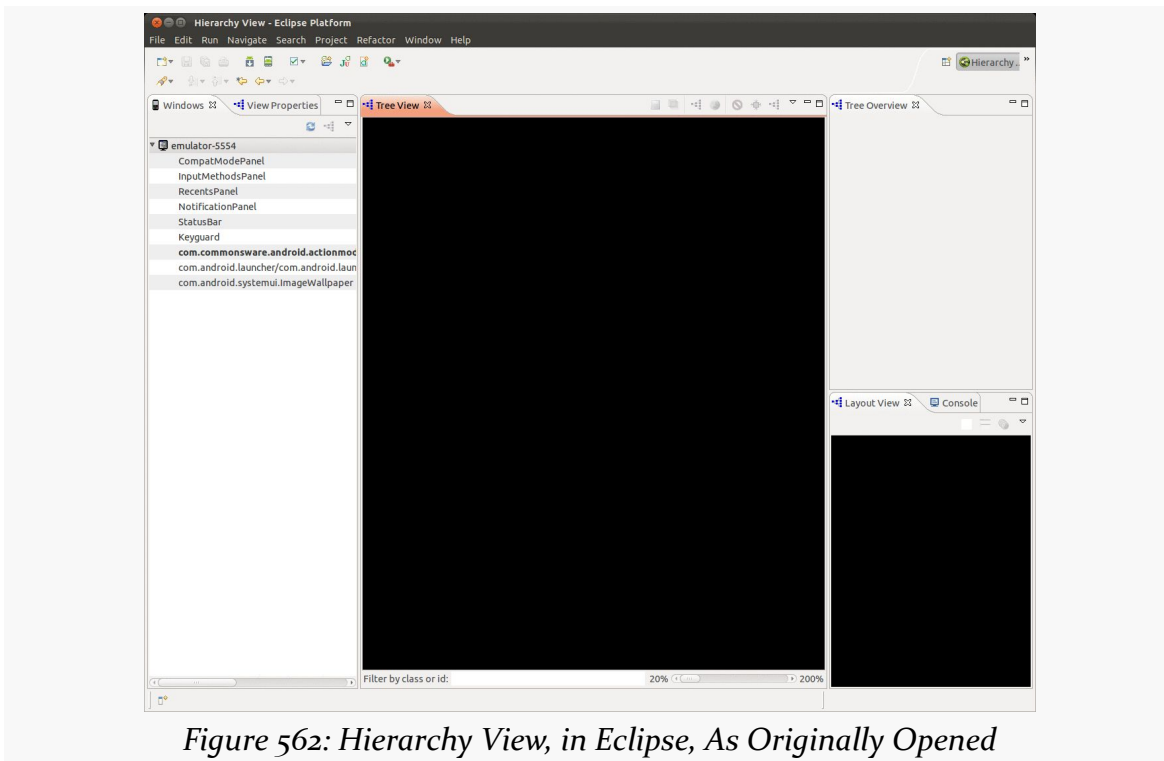 Hierarchy View - Eclipse Platform
File Edit Run Navigate Search Project Refactor Window Help
Hierarchy..
Windows
View Properties
emulator-5554
CompatModePanel
InputMethodsPanel
RecentsPanel
NotificationPanel
StatusBar
Keyguard
com.commonsware.android.actionmod
com.android.launcher/com.android.laun
com.android.systemui.ImageWallpaper
Tree View
Filter by class or id:
20%
200%
Tree Overview
Layout View
Console
Figure 562: Hierarchy View, in Eclipse, As Originally Opened